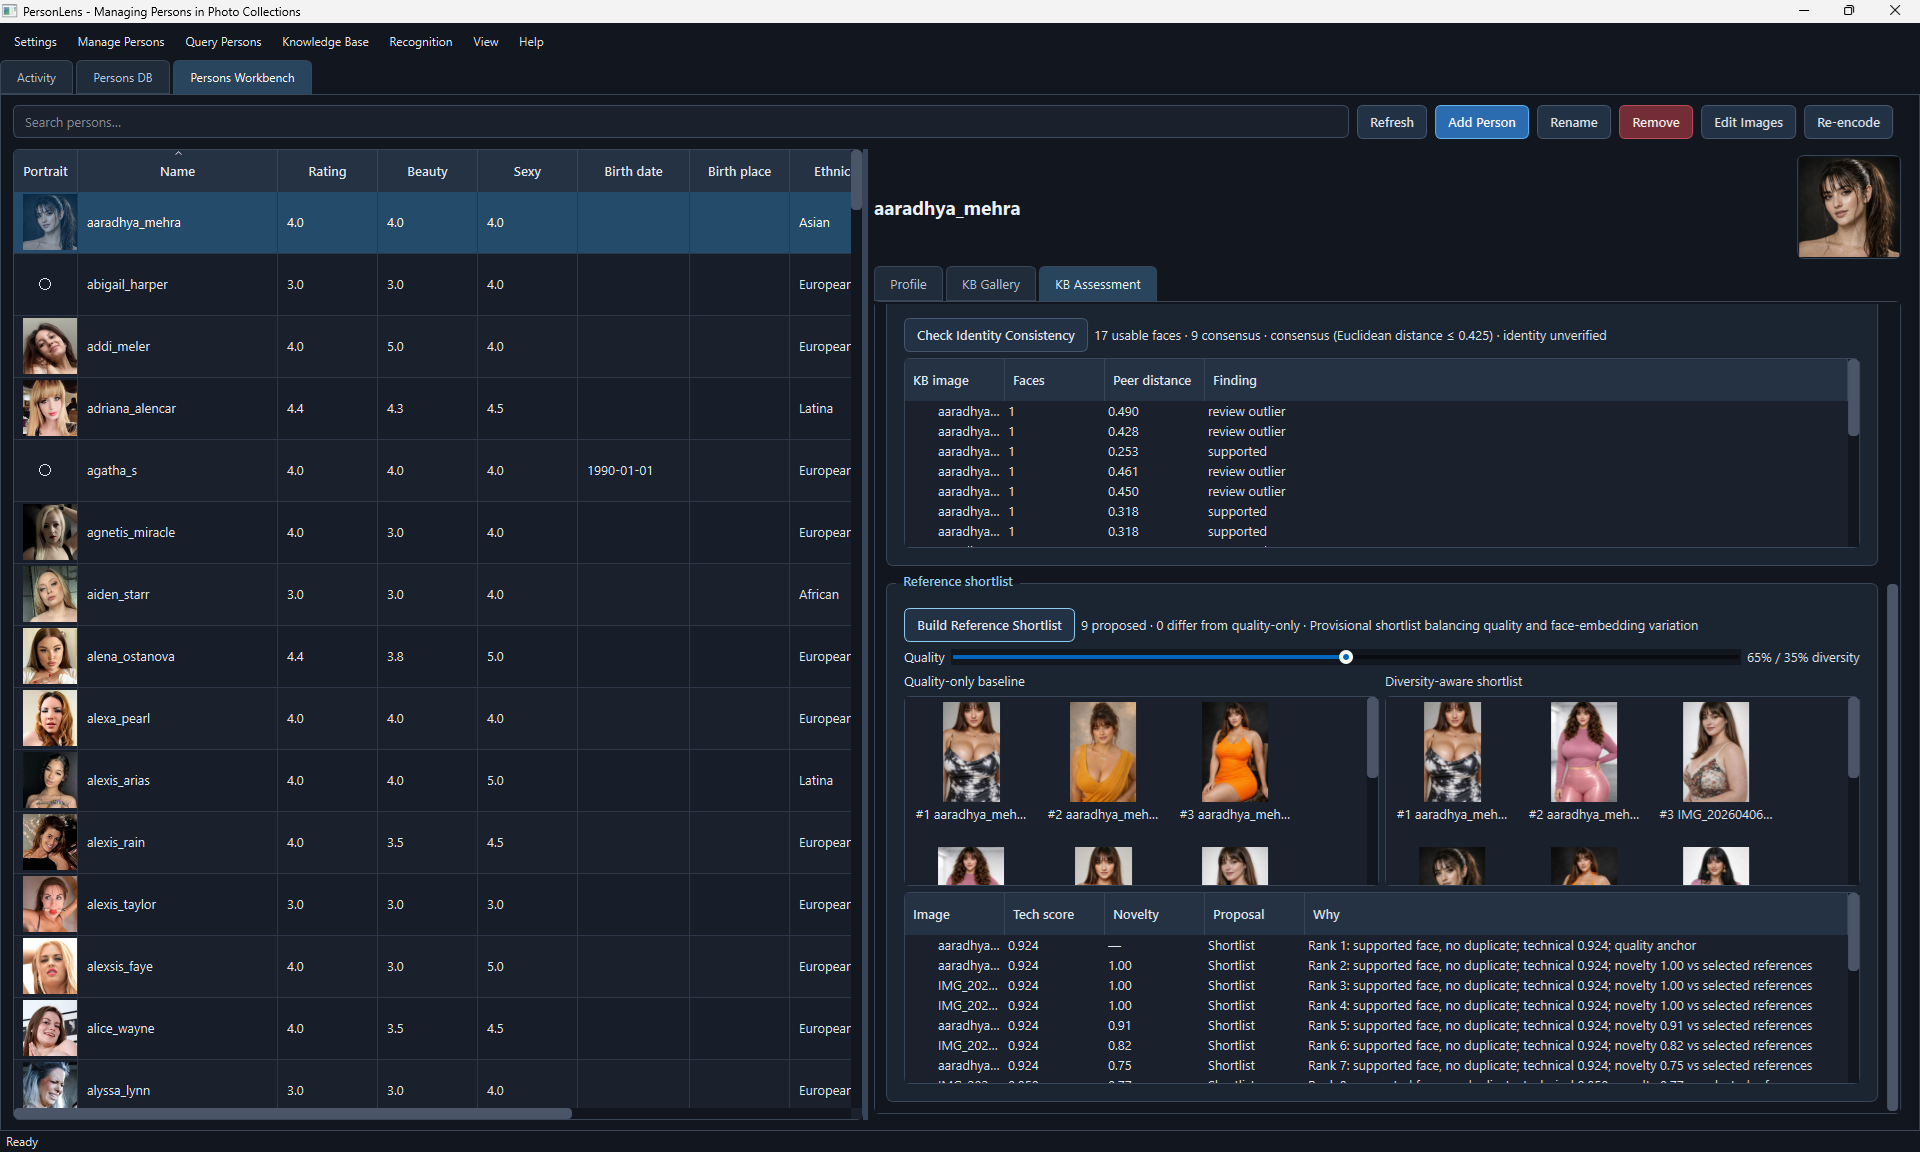 PersonLens - Managing Persons in Photo Collections
Settings Manage Persons Query Persons Knowledge Base Recognition View Help
Activity Persons DB Persons Workbench
Search persons... Refresh Add Person Rename Remove Edit Images Re-encode
Portrait Name Rating Beauty Sexy Birth date Birth place Ethnic
aaradhya_mehra 4.0 4.0 4.0 Asian
abigail_harper 3.0 3.0 4.0 European
addi_meler 4.0 5.0 4.0 European
adriana_alencar 4.4 4.3 4.5 Latina
agatha_s 4.0 4.0 4.0 1990-01-01 European
agnetis_miracle 4.0 3.0 4.0 European
aiden_starr 3.0 3.0 4.0 African
alena_ostanova 4.4 3.8 5.0 European
alexa_pearl 4.0 4.0 4.0 European
alexis_arias 4.0 4.0 5.0 Latina
alexis_rain 4.0 3.5 4.5 European
alexis_taylor 3.0 3.0 3.0 European
alexsis_faye 4.0 3.0 5.0 European
alice_wayne 4.0 3.5 4.5 European
alyssa_lynn 3.0 3.0 4.0 European
aaradhya_mehra
Profile KB Gallery KB Assessment
Check Identity Consistency 17 usable faces · 9 consensus · consensus (Euclidean distance ≤ 0.425) · identity unverified
KB image Faces Peer distance Finding
aaradhya... 1 0.490 review outlier
aaradhya... 1 0.428 review outlier
aaradhya... 1 0.253 supported
aaradhya... 1 0.461 review outlier
aaradhya... 1 0.450 review outlier
aaradhya... 1 0.318 supported
aaradhya... 1 0.318 supported
Reference shortlist
Build Reference Shortlist 9 proposed · 0 differ from quality-only · Provisional shortlist balancing quality and face-embedding variation
Quality 65% / 35% diversity
Quality-only baseline Diversity-aware shortlist
#1 aaradhya_meh... #2 aaradhya_meh... #3 aaradhya_meh... #1 aaradhya_meh... #2 aaradhya_meh... #3 IMG_20260406...
Image Tech score Novelty Proposal Why
aaradhya... 0.924 — Shortlist Rank 1: supported face, no duplicate; technical 0.924; quality anchor
aaradhya... 0.924 1.00 Shortlist Rank 2: supported face, no duplicate; technical 0.924; novelty 1.00 vs selected references
IMG_202... 0.924 1.00 Shortlist Rank 3: supported face, no duplicate; technical 0.924; novelty 1.00 vs selected references
IMG_202... 0.924 1.00 Shortlist Rank 4: supported face, no duplicate; technical 0.924; novelty 1.00 vs selected references
aaradhya... 0.924 0.91 Shortlist Rank 5: supported face, no duplicate; technical 0.924; novelty 0.91 vs selected references
IMG_202... 0.924 0.82 Shortlist Rank 6: supported face, no duplicate; technical 0.924; novelty 0.82 vs selected references
aaradhya... 0.924 0.75 Shortlist Rank 7: supported face, no duplicate; technical 0.924; novelty 0.75 vs selected references
Ready